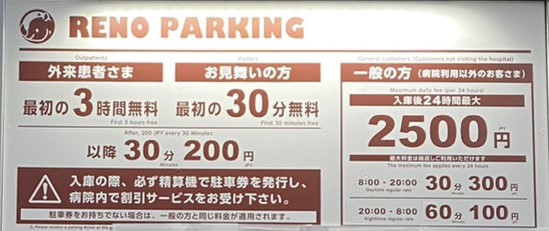 RENO PARKING
Outpatients
外来患者さま
最初の3時間無料
First 3 hours free
Visitors
お見舞いの方
最初の30分無料
First 30 minutes free
After, 200 JPY every 30 Minutes
以降 30分 200円
Minutes JPY
入庫の際、必ず精算機で駐車券を発行し、
病院内で割引サービスをお受け下さい。
駐車券をお持ちでない場合は、一般の方と同じ料金が適用されます。
General customers (Customers not visiting the hospital)
一般の方(病院利用以外のお客さま)
Maximum daily fee (per 24 hours)
入庫後24時間最大
2500円
JPY
最大料金は繰返しご利用いただけます
The maximum fee applies every 24 hours
8:00 - 20:00 30分 300円
Daytime regular rate Minutes JPY
20:00 - 8:00 60分 100円
Nighttime regular rate Minutes JPY